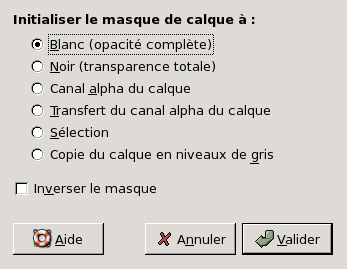 Initialiser le masque de calque à :
Blanc (opacité complète)
Noir (transparence totale)
Canal alpha du calque
Transfert du canal alpha du calque
Sélection
Copie du calque en niveaux de gris
Inverser le masque
Aide Annuler Valider